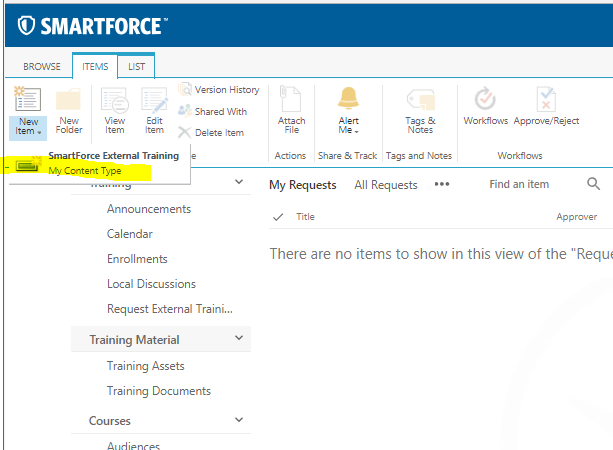 SMARTFORCE™
BROWSE ITEMS LIST
New Item
New Folder
View Item
Edit Item
Version History
Shared With
Delete Item
Attach File
Alert Me
Tags & Notes
Workflows
Approve/Reject
Actions
Share & Track
Tags and Notes
Workflows
SmartForce External Training
My Content Type
Training
Announcements
Calendar
Enrollments
Local Discussions
Request External Traini...
Training Material
Training Assets
Training Documents
Courses
Audiences
My Requests All Requests ••• Find an item
Title Approver
There are no items to show in this view of the "Reque